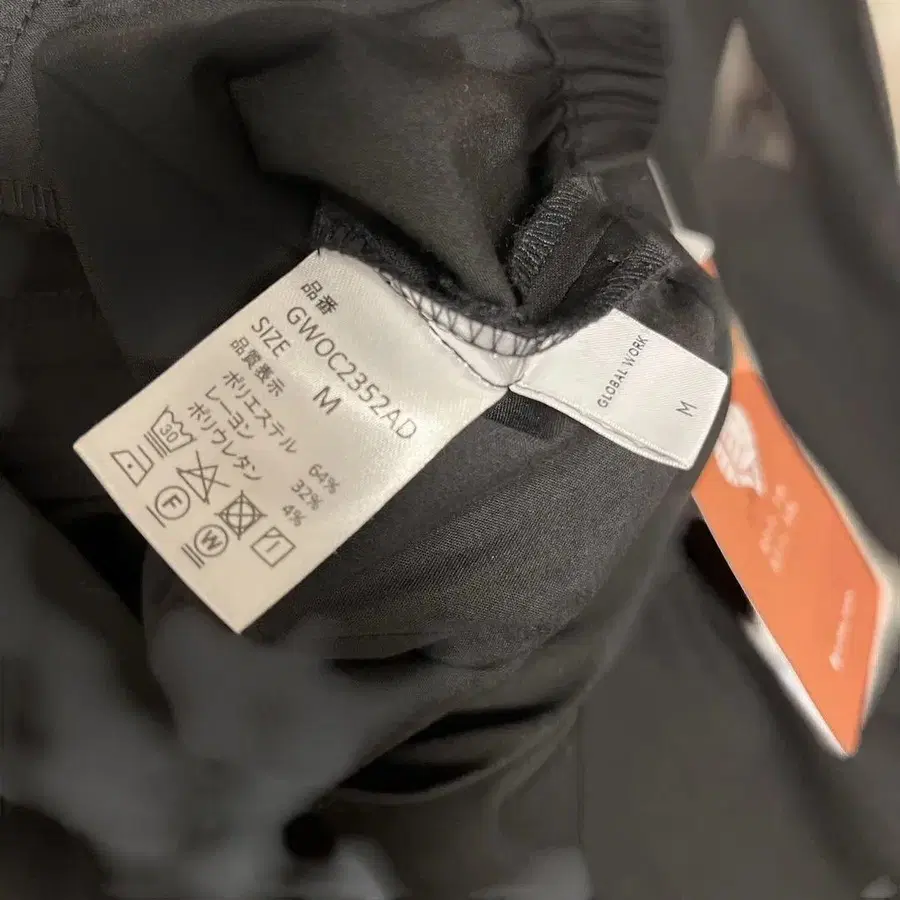 品番
GWOC2352AD
SIZE M
品質表示
ポリエステル 64%
レーヨン 32%
ポリウレタン 4%
30
F
W
GLOBAL WORK
M